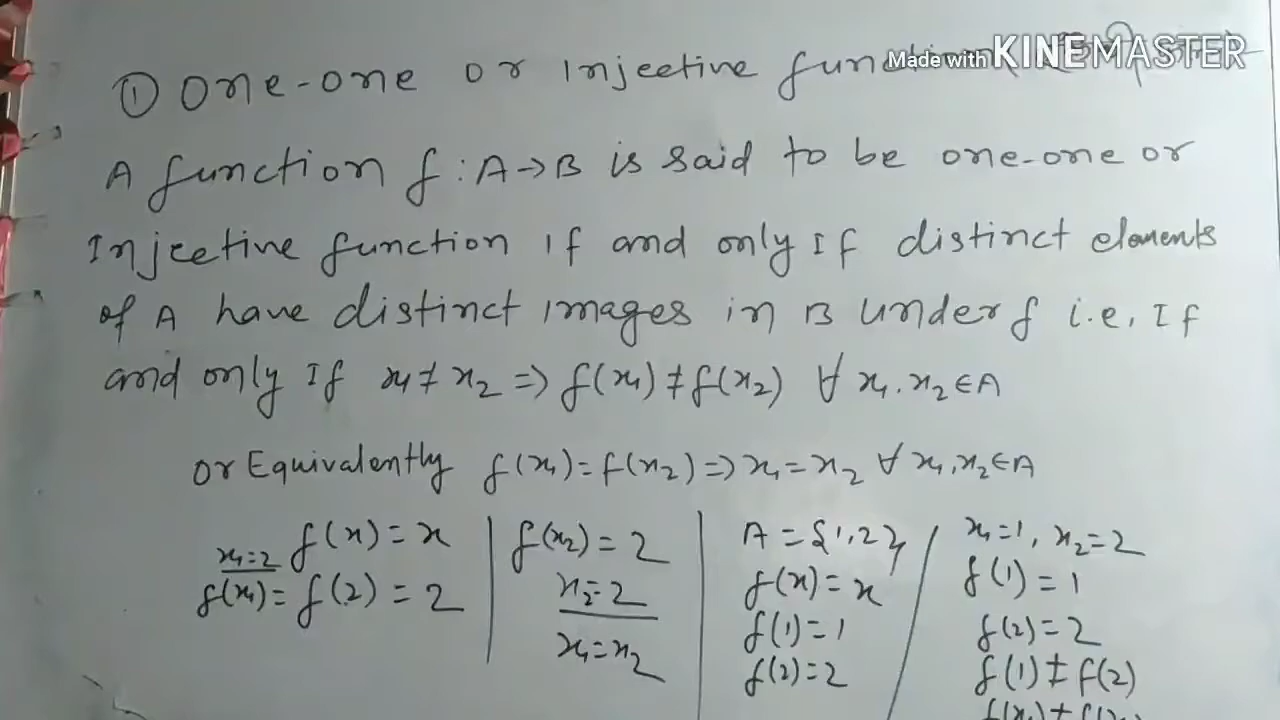 ① One-one or Injective function
Made with KINEMASTER
A function f:A→B is said to be one-one or
Injective function If and only If distinct elements
of A have distinct images in B under f i.e. If
and only If x₁ ≠ x₂ ⇒ f(x₁) ≠ f(x₂) ∀ x₁, x₂ ∈ A
or Equivalently f(x₁) = f(x₂) ⇒ x₁ = x₂ ∀ x₁, x₂ ∈ A
f(x) = x
x₁ = 2
f(x₁) = f(2) = 2
f(x₂) = 2
x₂ = 2
x₁ = x₂
A = {1, 2}
f(x) = x
f(1) = 1
f(2) = 2
x₁ = 1, x₂ = 2
f(1) = 1
f(2) = 2
f(1) ≠ f(2)